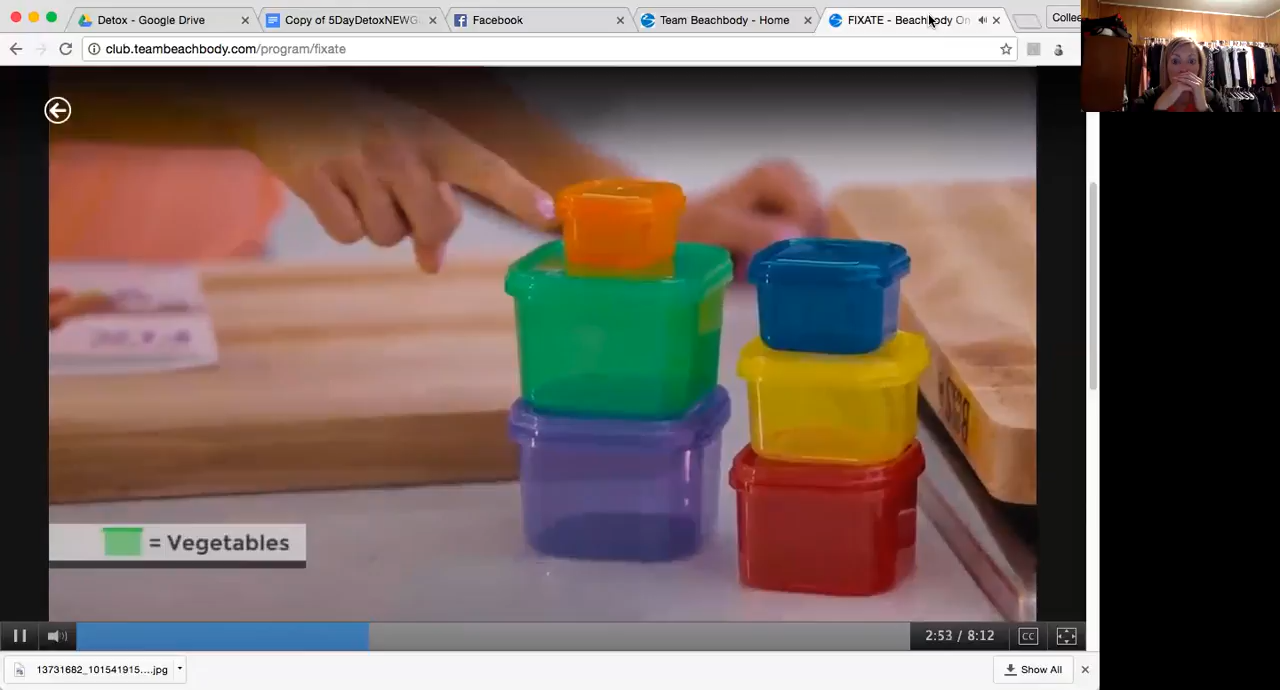 Detox - Google Drive
Copy of 5DayDetoxNEWG
Facebook
Team Beachbody - Home
FIXATE - Beachbody On
Collee
club.teambeachbody.com/program/fixate
= Vegetables
2:53 / 8:12
CC
13731682_101541915....jpg
Show All